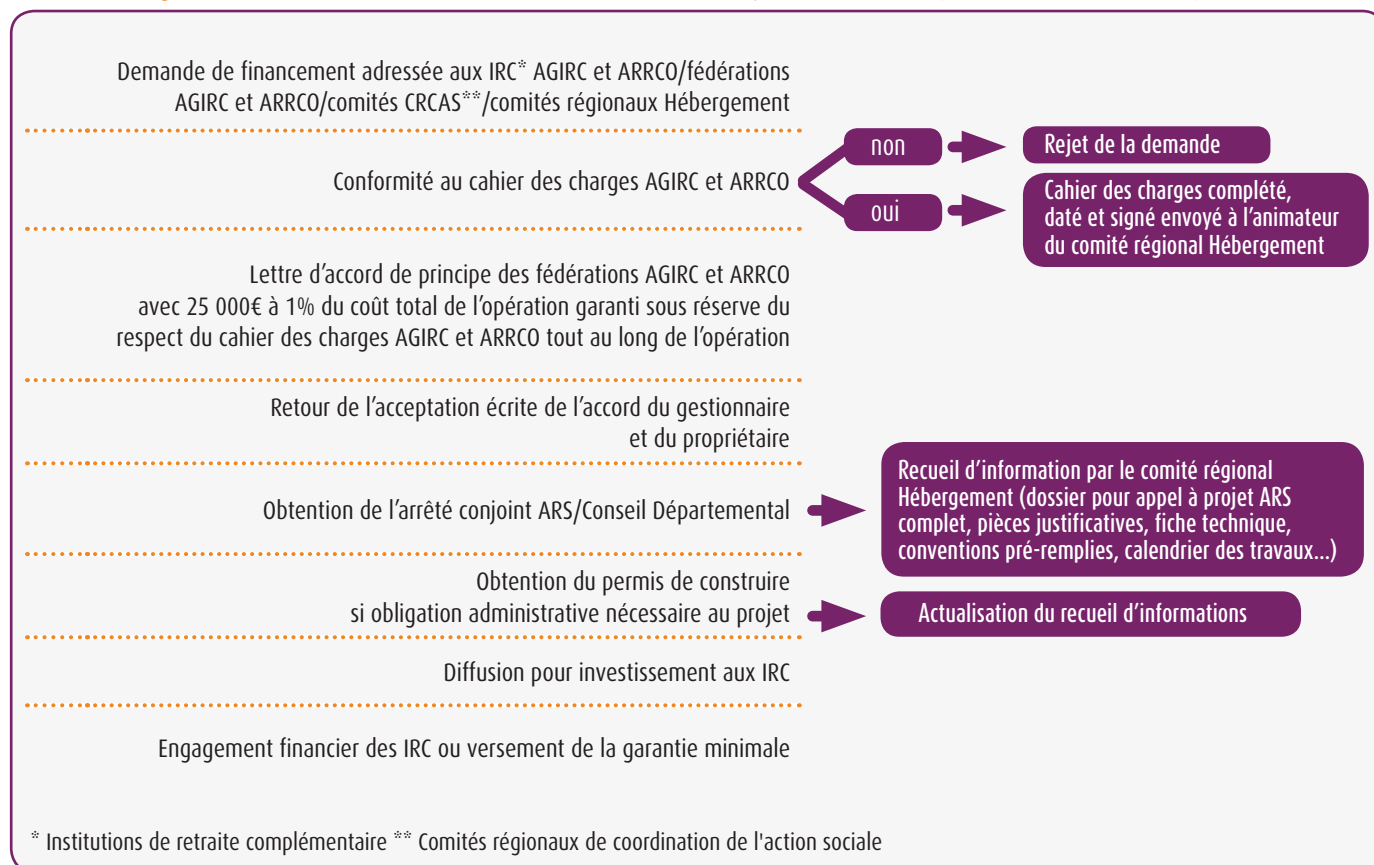 Demande de financement adressée aux IRC* AGIRC et ARRCO/fédérations
AGIRC et ARRCO/comités CRCAS**/comités régionaux Hébergement
Conformité au cahier des charges AGIRC et ARRCO
non
Rejet de la demande
oui
Cahier des charges complété,
daté et signé envoyé à l’animateur
du comité régional Hébergement
Lettre d’accord de principe des fédérations AGIRC et ARRCO
avec 25 000€ à 1% du coût total de l’opération garanti sous réserve du
respect du cahier des charges AGIRC et ARRCO tout au long de l’opération
Retour de l’acceptation écrite de l’accord du gestionnaire
et du propriétaire
Obtention de l’arrêté conjoint ARS/Conseil Départemental
Recueil d’information par le comité régional
Hébergement (dossier pour appel à projet ARS
complet, pièces justificatives, fiche technique,
conventions pré-remplies, calendrier des travaux...)
Obtention du permis de construire
si obligation administrative nécessaire au projet
Actualisation du recueil d’informations
Diffusion pour investissement aux IRC
Engagement financier des IRC ou versement de la garantie minimale
* Institutions de retraite complémentaire ** Comités régionaux de coordination de l'action sociale